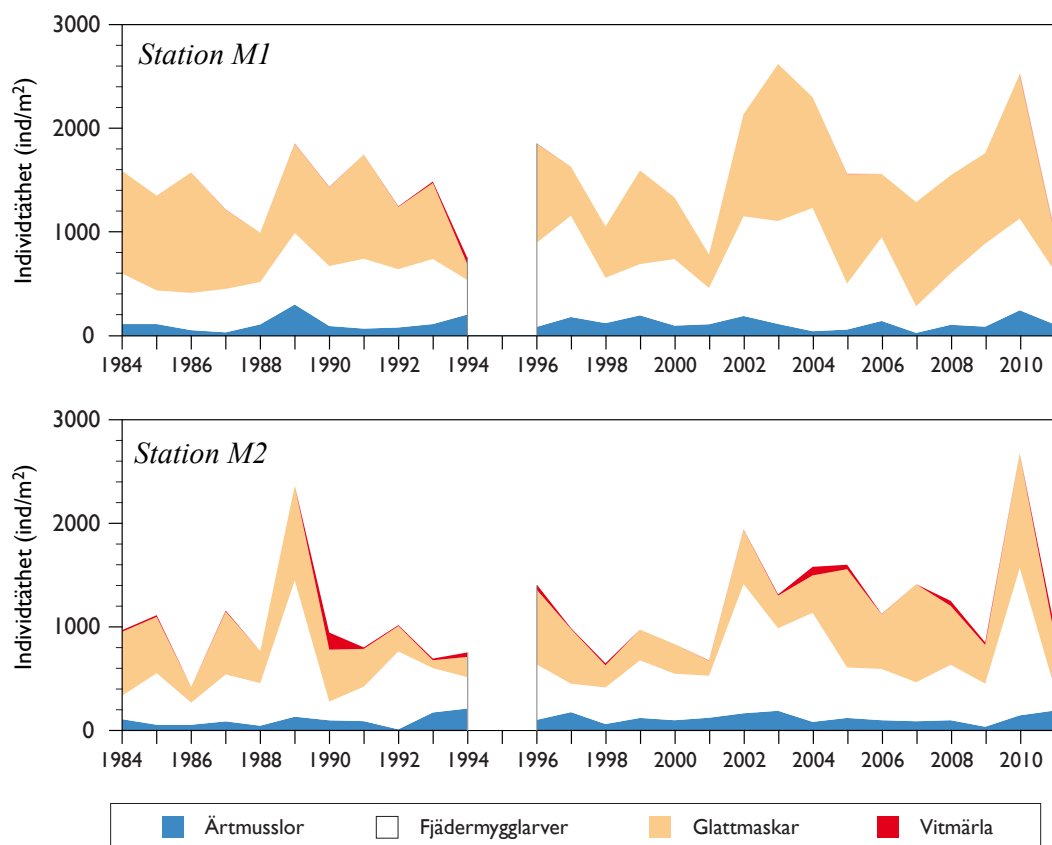 3000
Station M1
2000
1000
0
Individtäthet (ind/m²)
1984 1986 1988 1990 1992 1994 1996 1998 2000 2002 2004 2006 2008 2010
3000
Station M2
2000
1000
0
Individtäthet (ind/m²)
1984 1986 1988 1990 1992 1994 1996 1998 2000 2002 2004 2006 2008 2010
Ärtmusslor Fjädermygglarver Glattmaskar Vitmärla